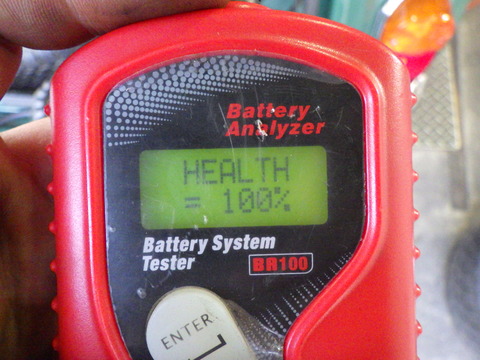 Battery
Analyzer
HEALTH
= 100%
Battery System
Tester
BR100
ENTER